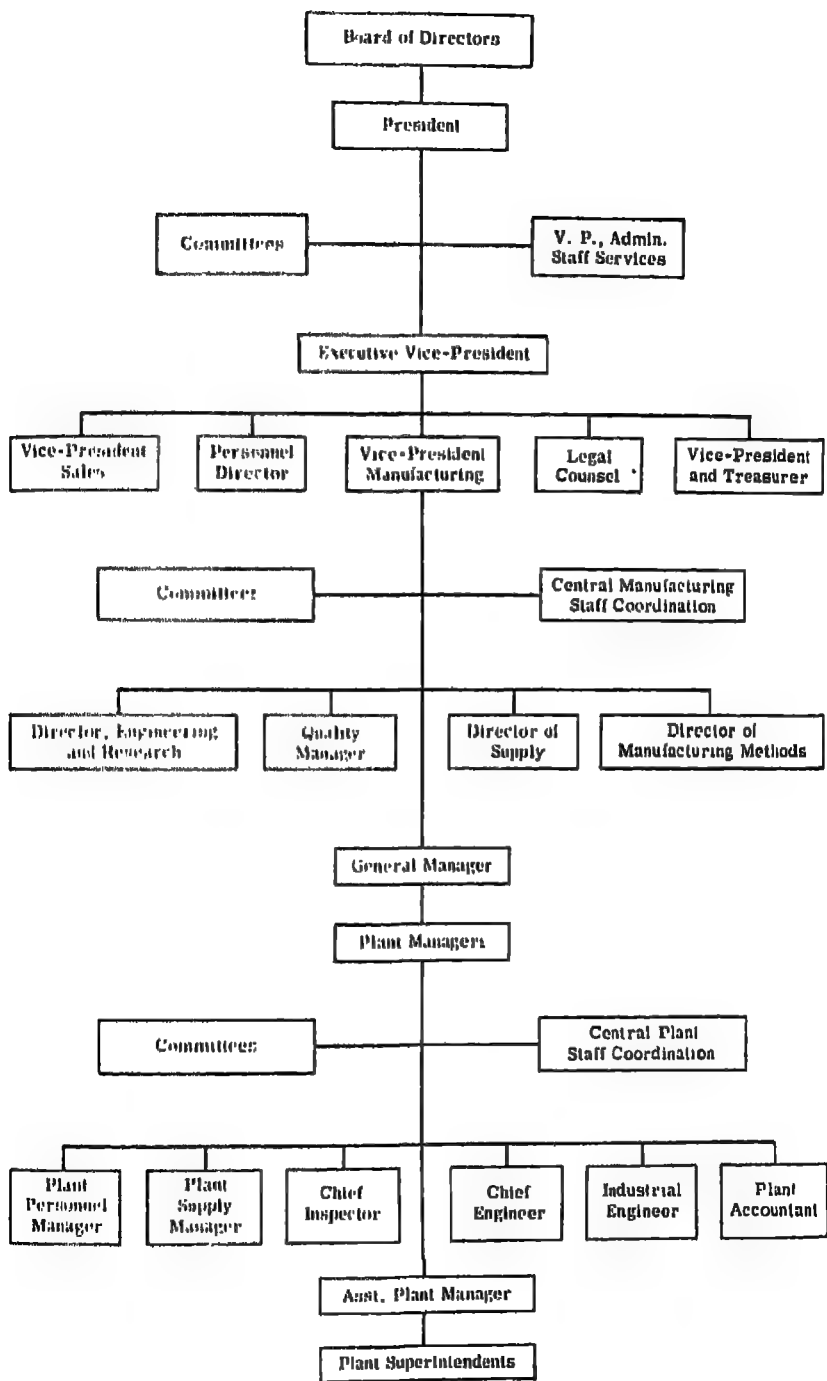 Board of Directors
President
Committees
V. P., Admin.
Staff Services
Executive Vice-President
Vice-President
Sales
Personnel
Director
Vice-President
Manufacturing
Legal
Counsel
Vice-President
and Treasurer
Committees
Central Manufacturing
Staff Coordination
Director, Engineering
and Research
Quality
Manager
Director of
Supply
Director of
Manufacturing Methods
General Manager
Plant Managers
Committees
Central Plant
Staff Coordination
Plant
Personnel
Manager
Plant
Supply
Manager
Chief
Inspector
Chief
Engineer
Industrial
Engineer
Plant
Accountant
Asst. Plant Manager
Plant Superintendents